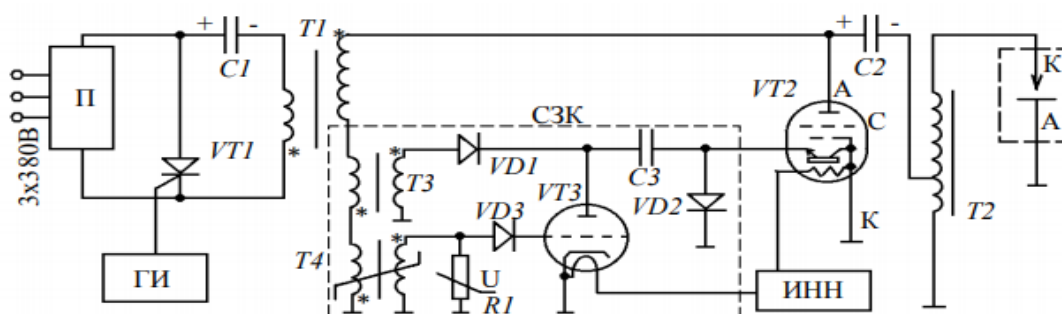 + -
C1
T1
+ -
C2
К
А
П
3х380В
VT1
ГИ
СЗК
VD1
T3
C3
VD2
VD3
VT3
T4
U
R1
VT2
А
С
К
ИНН
T2